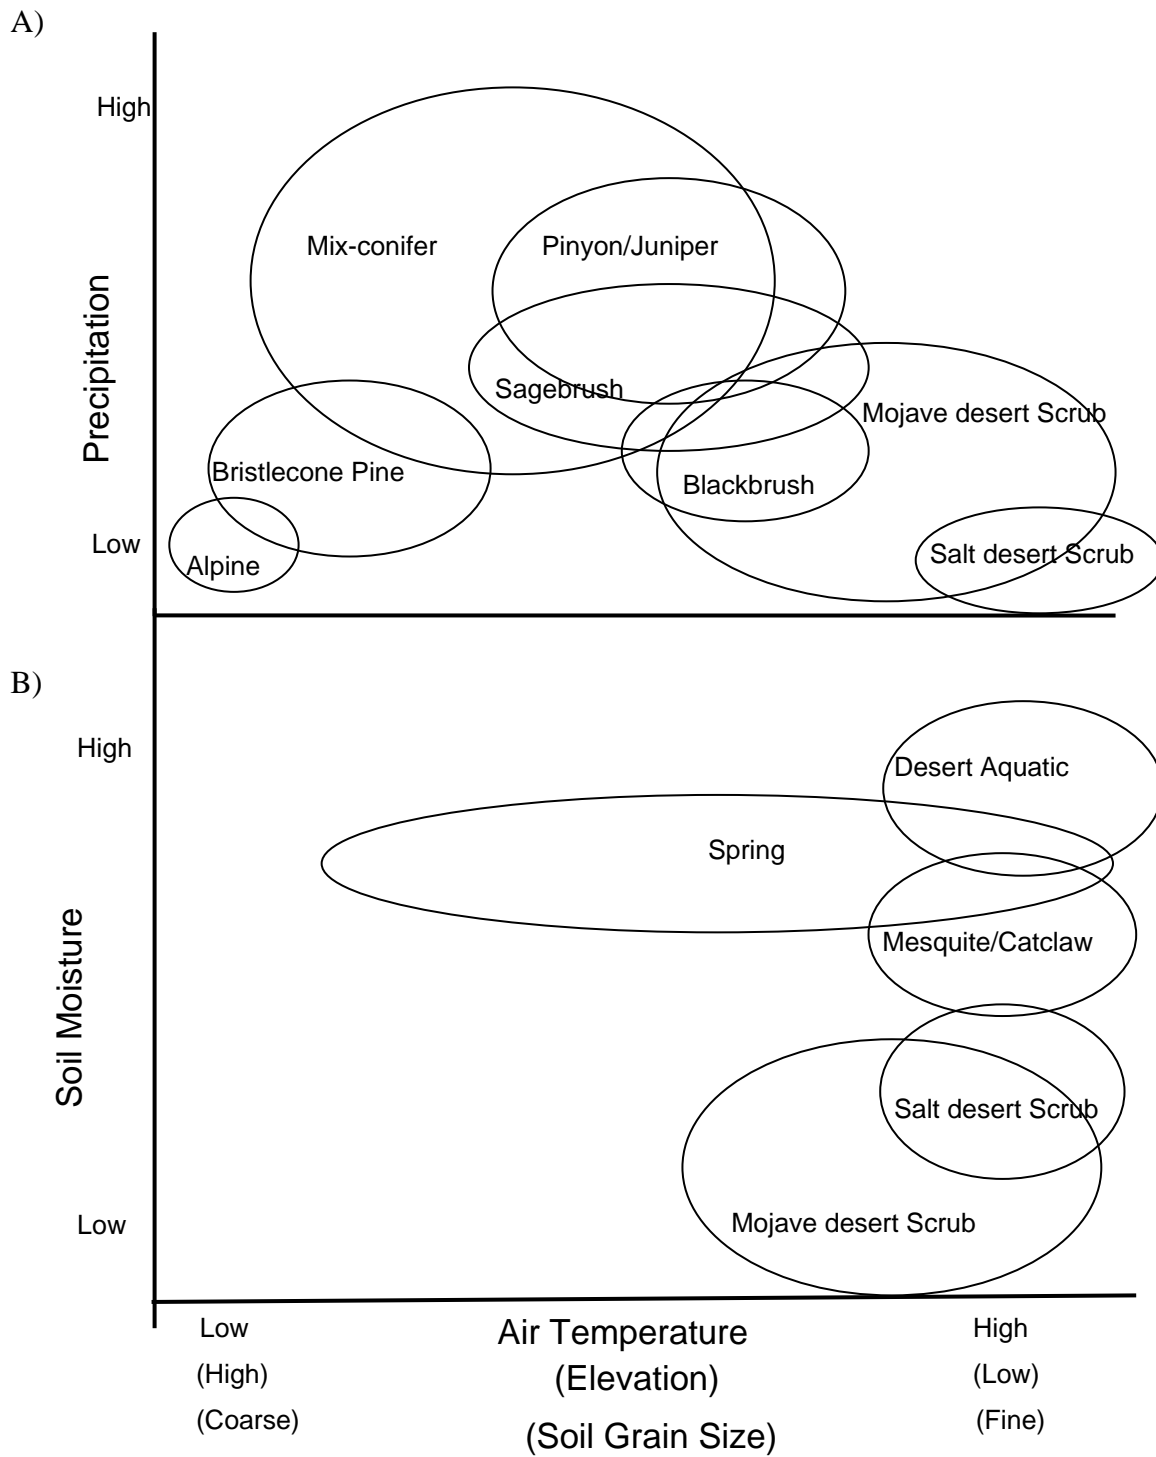 A)
High
Mix-conifer
Pinyon/Juniper
Precipitation
Sagebrush
Mojave desert Scrub
Bristlecone Pine
Blackbrush
Low
Alpine
Salt desert Scrub
B)
High
Desert Aquatic
Spring
Soil Moisture
Mesquite/Catclaw
Salt desert Scrub
Low
Mojave desert Scrub
Low
Air Temperature
High
(High)
(Elevation)
(Low)
(Coarse)
(Soil Grain Size)
(Fine)